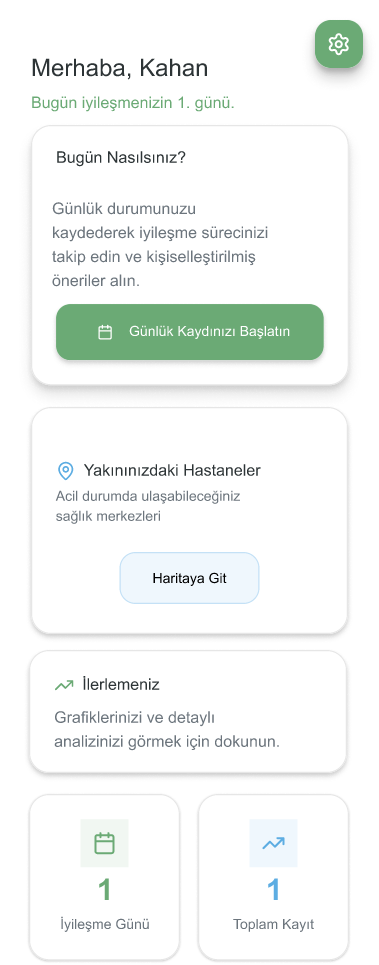 Merhaba, Kahan
Bugün iyileşmenizin 1. günü.
Bugün Nasılsınız?
Günlük durumunuzu
kaydederek iyileşme sürecinizi
takip edin ve kişiselleştirilmiş
öneriler alın.
Günlük Kaydınızı Başlatın
Yakınınızdaki Hastaneler
Acil durumda ulaşabileceğiniz
sağlık merkezleri
Haritaya Git
İlerlemeniz
Grafiklerinizi ve detaylı
analizinizi görmek için dokunun.
1
İyileşme Günü
1
Toplam Kayıt